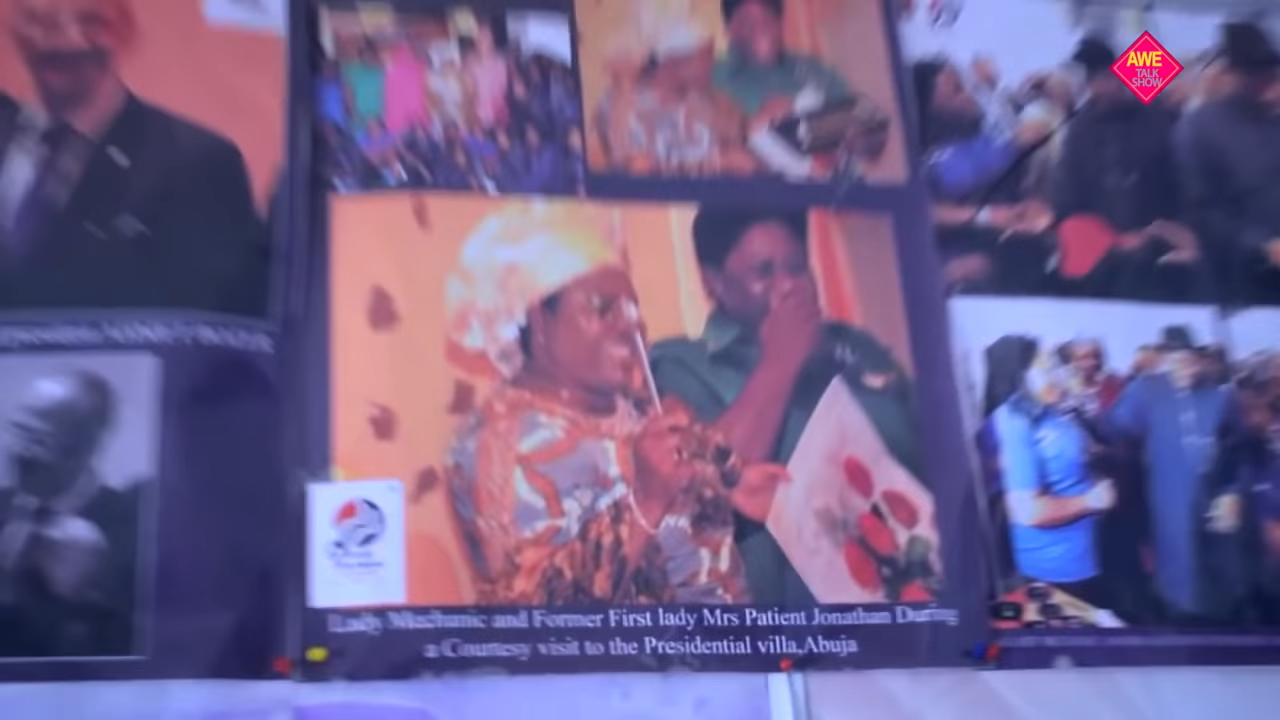 AWE
TALK
SHOW
Lady Mechanic and Former First lady Mrs Patient Jonathan During
a Courtesy visit to the Presidential villa,Abuja